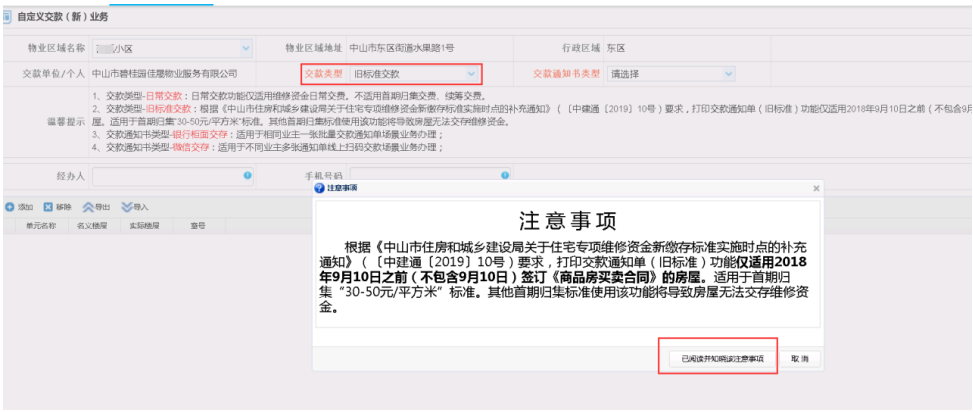 自定义交款（新）业务
物业区域名称 小区 物业区域地址 中山市东区街道水果路1号 行政区域 东区
交款单位/个人 中山市碧桂园佳晟物业服务有限公司 交款类型 旧标准交款 交款通知书类型 请选择
1、交款类型-日常交款：日常交款功能仅适用维修资金日常交款。不适用首期归集交费、续筹交费。
2、交款类型-旧标准交款：根据《中山市住房和城乡建设局关于住宅专项维修资金新缴存标准实施时点的补充通知》（〔中建通〔2019〕10号）要求，打印交款通知单（旧标准）功能仅适用2018年9月10日之前（不包含9月
温馨提示 屋。适用于首期归集"30-50元/平方米"标准。其他首期归集标准使用该功能将导致房屋无法交存维修资金。
3、交款通知书类型-银行柜面交存：适用于相同业主一张批量交款通知单场景业务办理；
4、交款通知书类型-微信交存：适用于不同业主多张通知单线上扫码交款场景业务办理；
经办人 手机号码
添加 移除 导出 导入
单元名称 名义楼层 实际楼层 室号
注意事项
注意事项
根据《中山市住房和城乡建设局关于住宅专项维修资金新缴存标准实施时点的补充
通知》（〔中建通〔2019〕10号）要求，打印交款通知单（旧标准）功能仅适用2018
年9月10日之前（不包含9月10日）签订《商品房买卖合同》的房屋。适用于首期归
集“30-50元/平方米”标准。其他首期归集标准使用该功能将导致房屋无法交存维修资
金。
已阅读并知晓该注意事项 取消